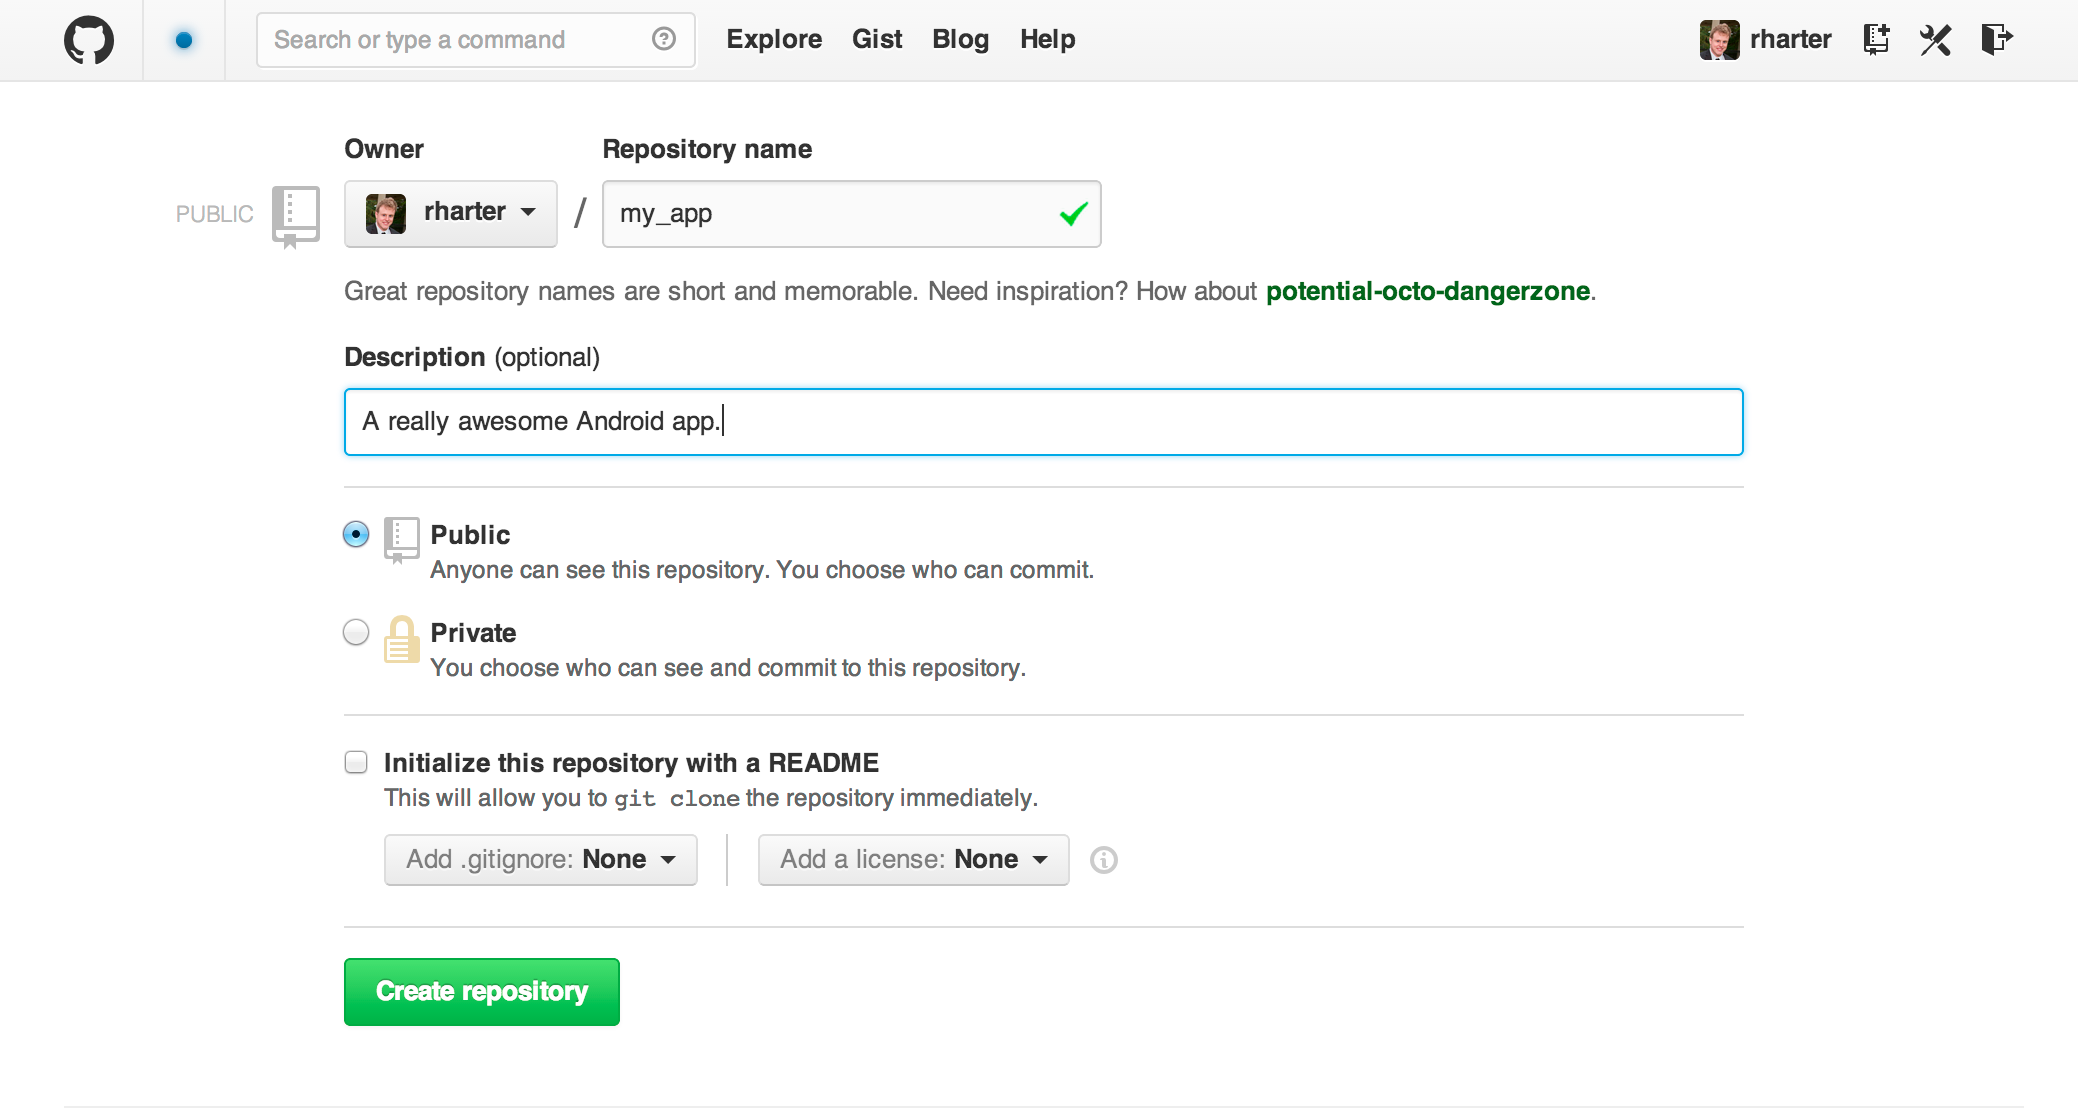 Search or type a command
Explore Gist Blog Help
rharter
Owner Repository name
PUBLIC rharter / my_app
Great repository names are short and memorable. Need inspiration? How about potential-octo-dangerzone.
Description (optional)
A really awesome Android app.
Public
Anyone can see this repository. You choose who can commit.
Private
You choose who can see and commit to this repository.
Initialize this repository with a README
This will allow you to git clone the repository immediately.
Add .gitignore: None Add a license: None
Create repository